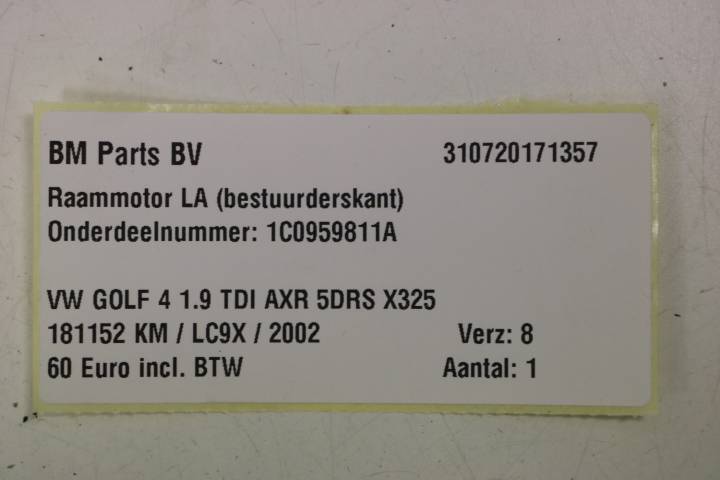 BM Parts BV 310720171357
Raammotor LA (bestuurderskant)
Onderdeelnummer: 1C0959811A
VW GOLF 4 1.9 TDI AXR 5DRS X325
181152 KM / LC9X / 2002 Verz: 8
60 Euro incl. BTW Aantal: 1